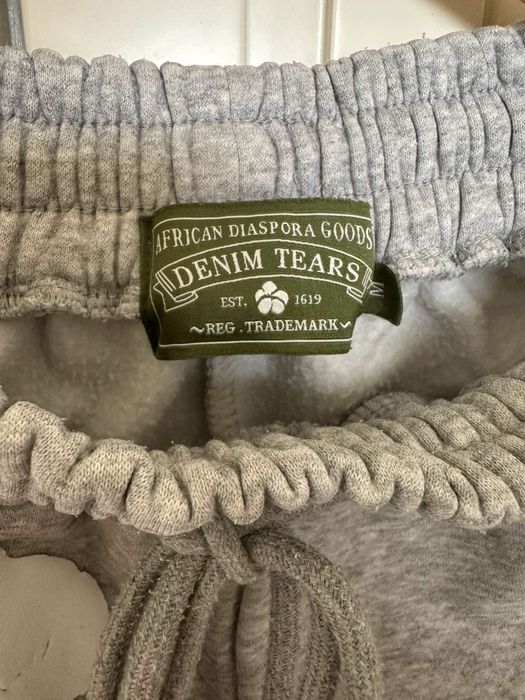 AFRICAN DIASPORA GOODS
DENIM TEARS
EST. 1619
~REG. TRADEMARK~
M